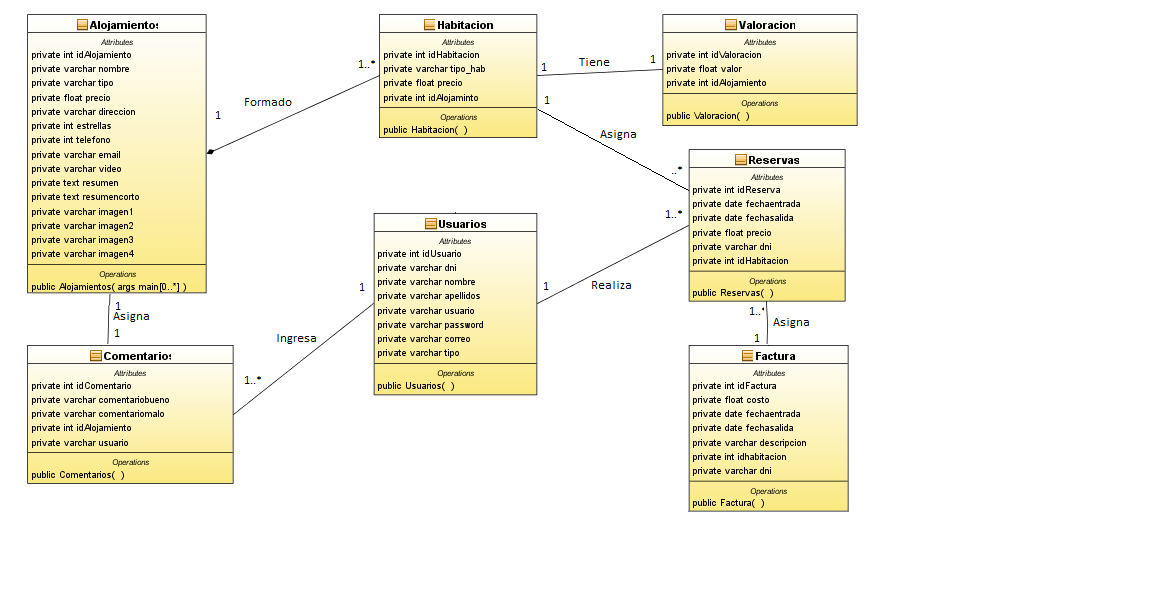 Alojamientos
Attributes
private int idAlojamiento
private varchar nombre
private varchar tipo
private float precio
private varchar direccion
private int estrellas
private int telefono
private varchar email
private varchar video
private text resumen
private text resumencorto
private varchar imagen1
private varchar imagen2
private varchar imagen3
private varchar imagen4
Operations
public Alojamientos( args main[0..*] )
1
Formado
1..*
Habitacion
Attributes
private int idHabitacion
private varchar tipo_hab
private float precio
private int idAlojaminto
Operations
public Habitacion( )
1
Tiene
1
Valoracion
Attributes
private int idValoracion
private float valor
private int idAlojamiento
Operations
public Valoracion( )
1
Asigna
..*
Reservas
Attributes
private int idReserva
private date fechaentrada
private date fechasalida
private float precio
private varchar dni
private int idHabitacion
Operations
public Reservas( )
1..*
Realiza
1
Usuarios
Attributes
private int idUsuario
private varchar dni
private varchar nombre
private varchar apellidos
private varchar usuario
private varchar password
private varchar correo
private varchar tipo
Operations
public Usuarios( )
1
Ingresa
1..*
1
Asigna
1
Comentarios
Attributes
private int idComentario
private varchar comentariobueno
private varchar comentariomalo
private int idAlojamiento
private varchar usuario
Operations
public Comentarios( )
1..*
Asigna
1
Factura
Attributes
private int idFactura
private float costo
private date fechaentrada
private date fechasalida
private varchar descripcion
private int idhabitacion
private varchar dni
Operations
public Factura( )